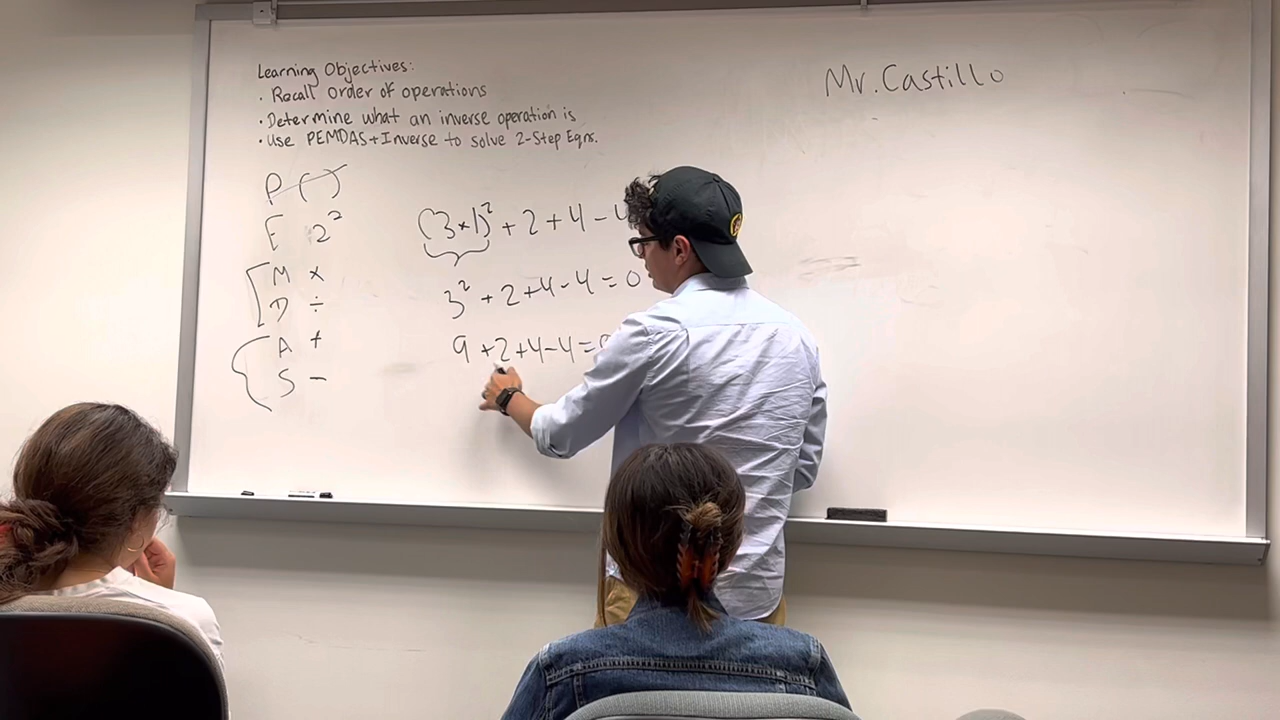 Learning Objectives:
· Recall Order of operations
· Determine what an inverse operation is
· Use PEMDAS+Inverse to solve 2-Step Eqns.
Mr. Castillo
P ( )
E 2²
M ×
D ÷
A +
S −
(3×1)² + 2 + 4 − 4
3² + 2 + 4 − 4 = 0
9 + 2 + 4 − 4 =